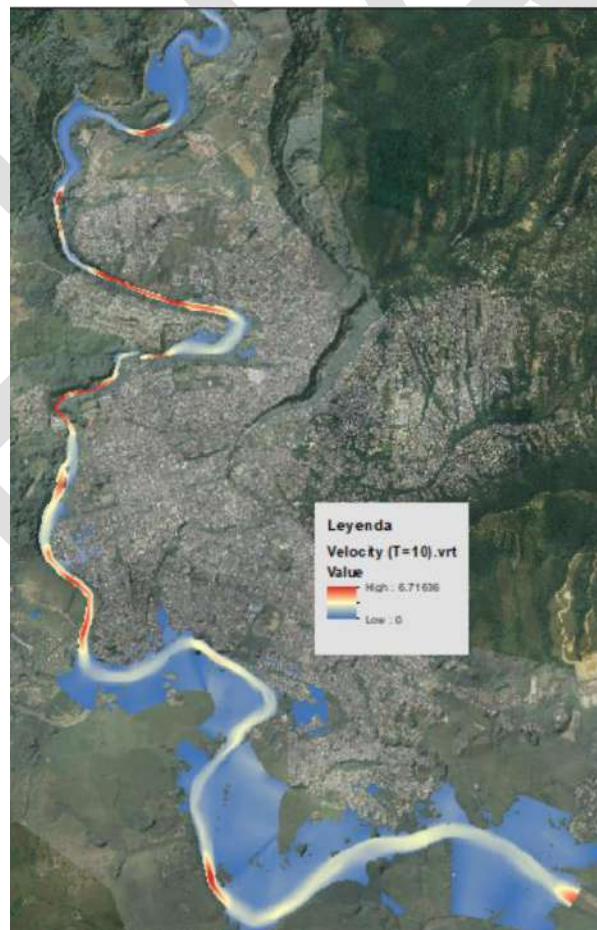 Leyenda
Velocity (T=10).vrt
Value
High : 6.71636
Low : 0